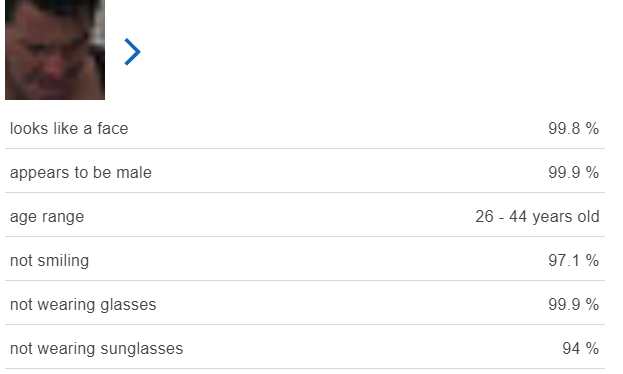 looks like a face 99.8 %
appears to be male 99.9 %
age range 26 - 44 years old
not smiling 97.1 %
not wearing glasses 99.9 %
not wearing sunglasses 94 %